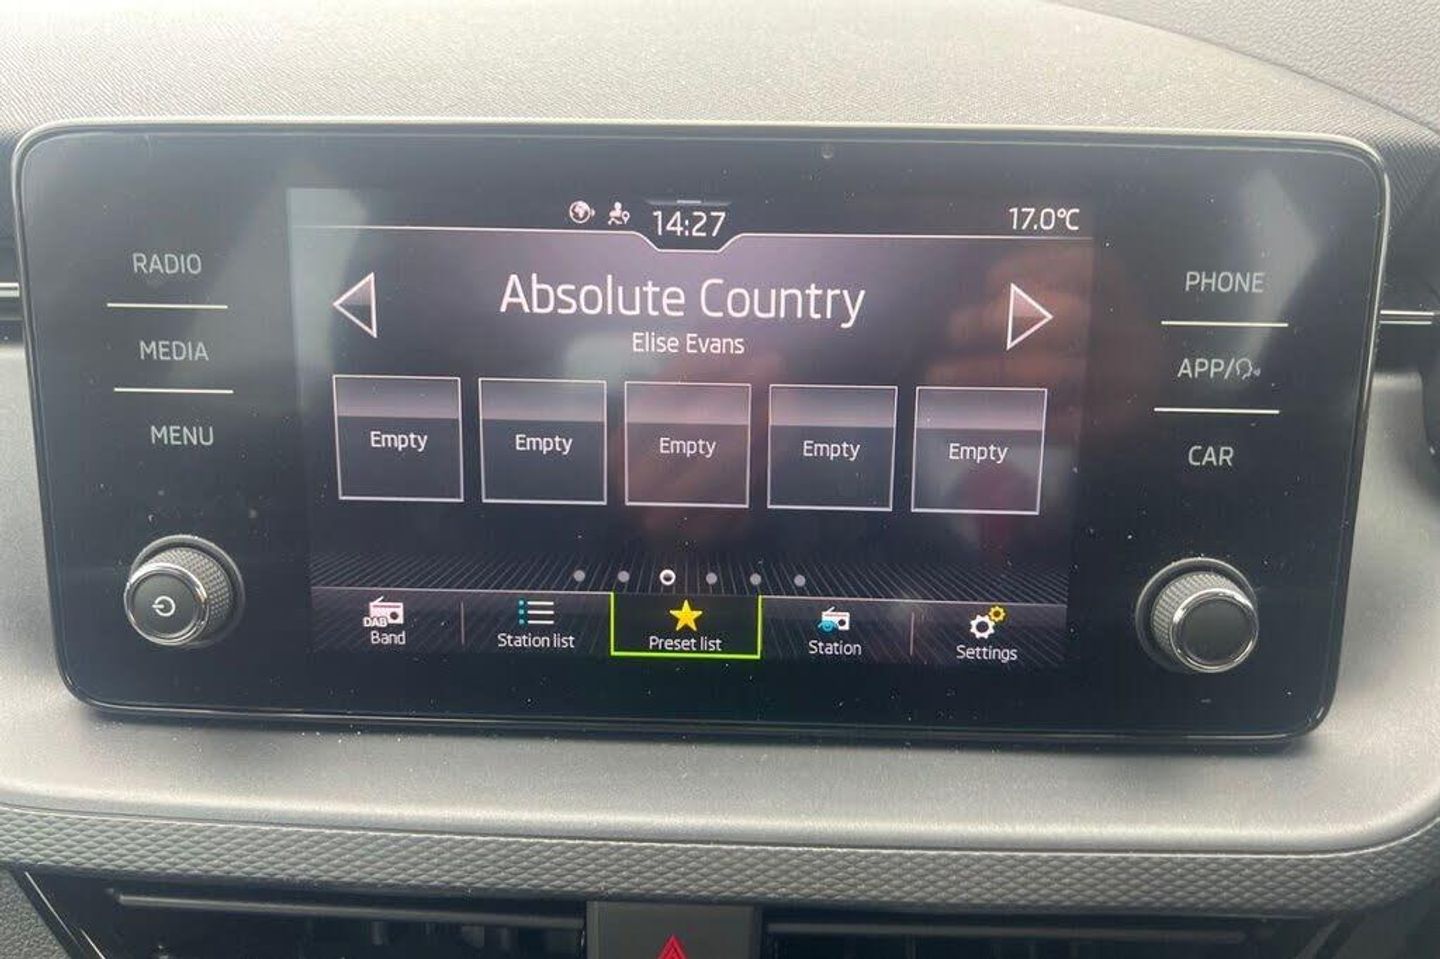 14:27
17.0°C
RADIO
MEDIA
MENU
Absolute Country
Elise Evans
Empty
Empty
Empty
Empty
Empty
PHONE
APP/
CAR
DAB
Band
Station list
Preset list
Station
Settings